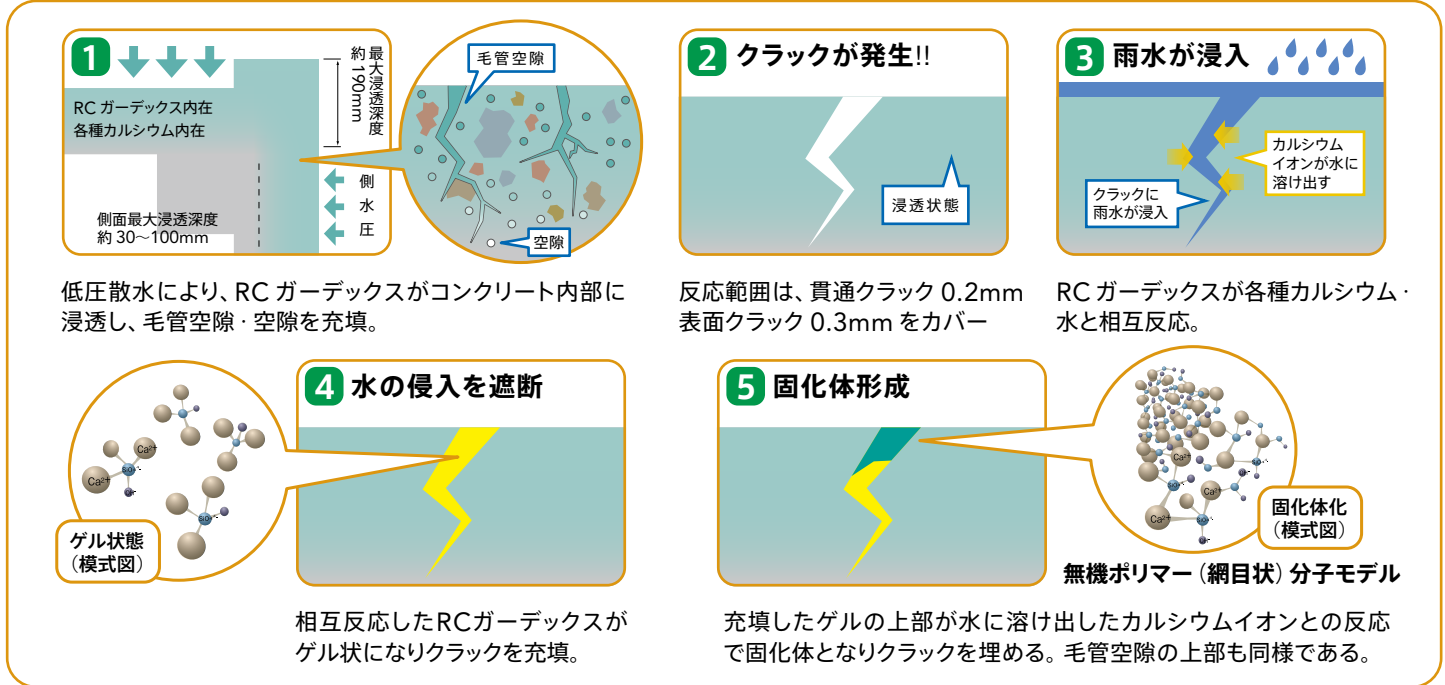 1
RC ガーデックス内在
各種カルシウム内在
最大浸透深度
約 190mm
側
水
圧
側面最大浸透深度
約 30〜100mm
毛管空隙
空隙
低圧散水により、RC ガーデックスがコンクリート内部に
浸透し、毛管空隙・空隙を充填。
2 クラックが発生!!
浸透状態
反応範囲は、貫通クラック 0.2mm
表面クラック 0.3mm をカバー
3 雨水が浸入
カルシウム
イオンが水に
溶け出す
クラックに
雨水が浸入
RC ガーデックスが各種カルシウム・
水と相互反応。
4 水の侵入を遮断
Ca²⁺
Ca²⁺
ゲル状態
（模式図）
相互反応したRCガーデックスが
ゲル状になりクラックを充填。
5 固化体形成
Ca²⁺
Ca²⁺
Ca²⁺
固化体化
（模式図）
無機ポリマー（網目状）分子モデル
充填したゲルの上部が水に溶け出したカルシウムイオンとの反応
で固化体となりクラックを埋める。毛管空隙の上部も同様である。